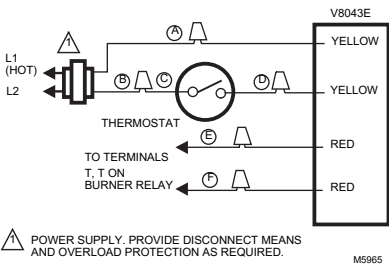 V8043E
A
1
YELLOW
L1
(HOT)
L2
B
C
D
YELLOW
THERMOSTAT
E
RED
TO TERMINALS
T, T ON
BURNER RELAY
F
RED
1 POWER SUPPLY. PROVIDE DISCONNECT MEANS
AND OVERLOAD PROTECTION AS REQUIRED.
M5965